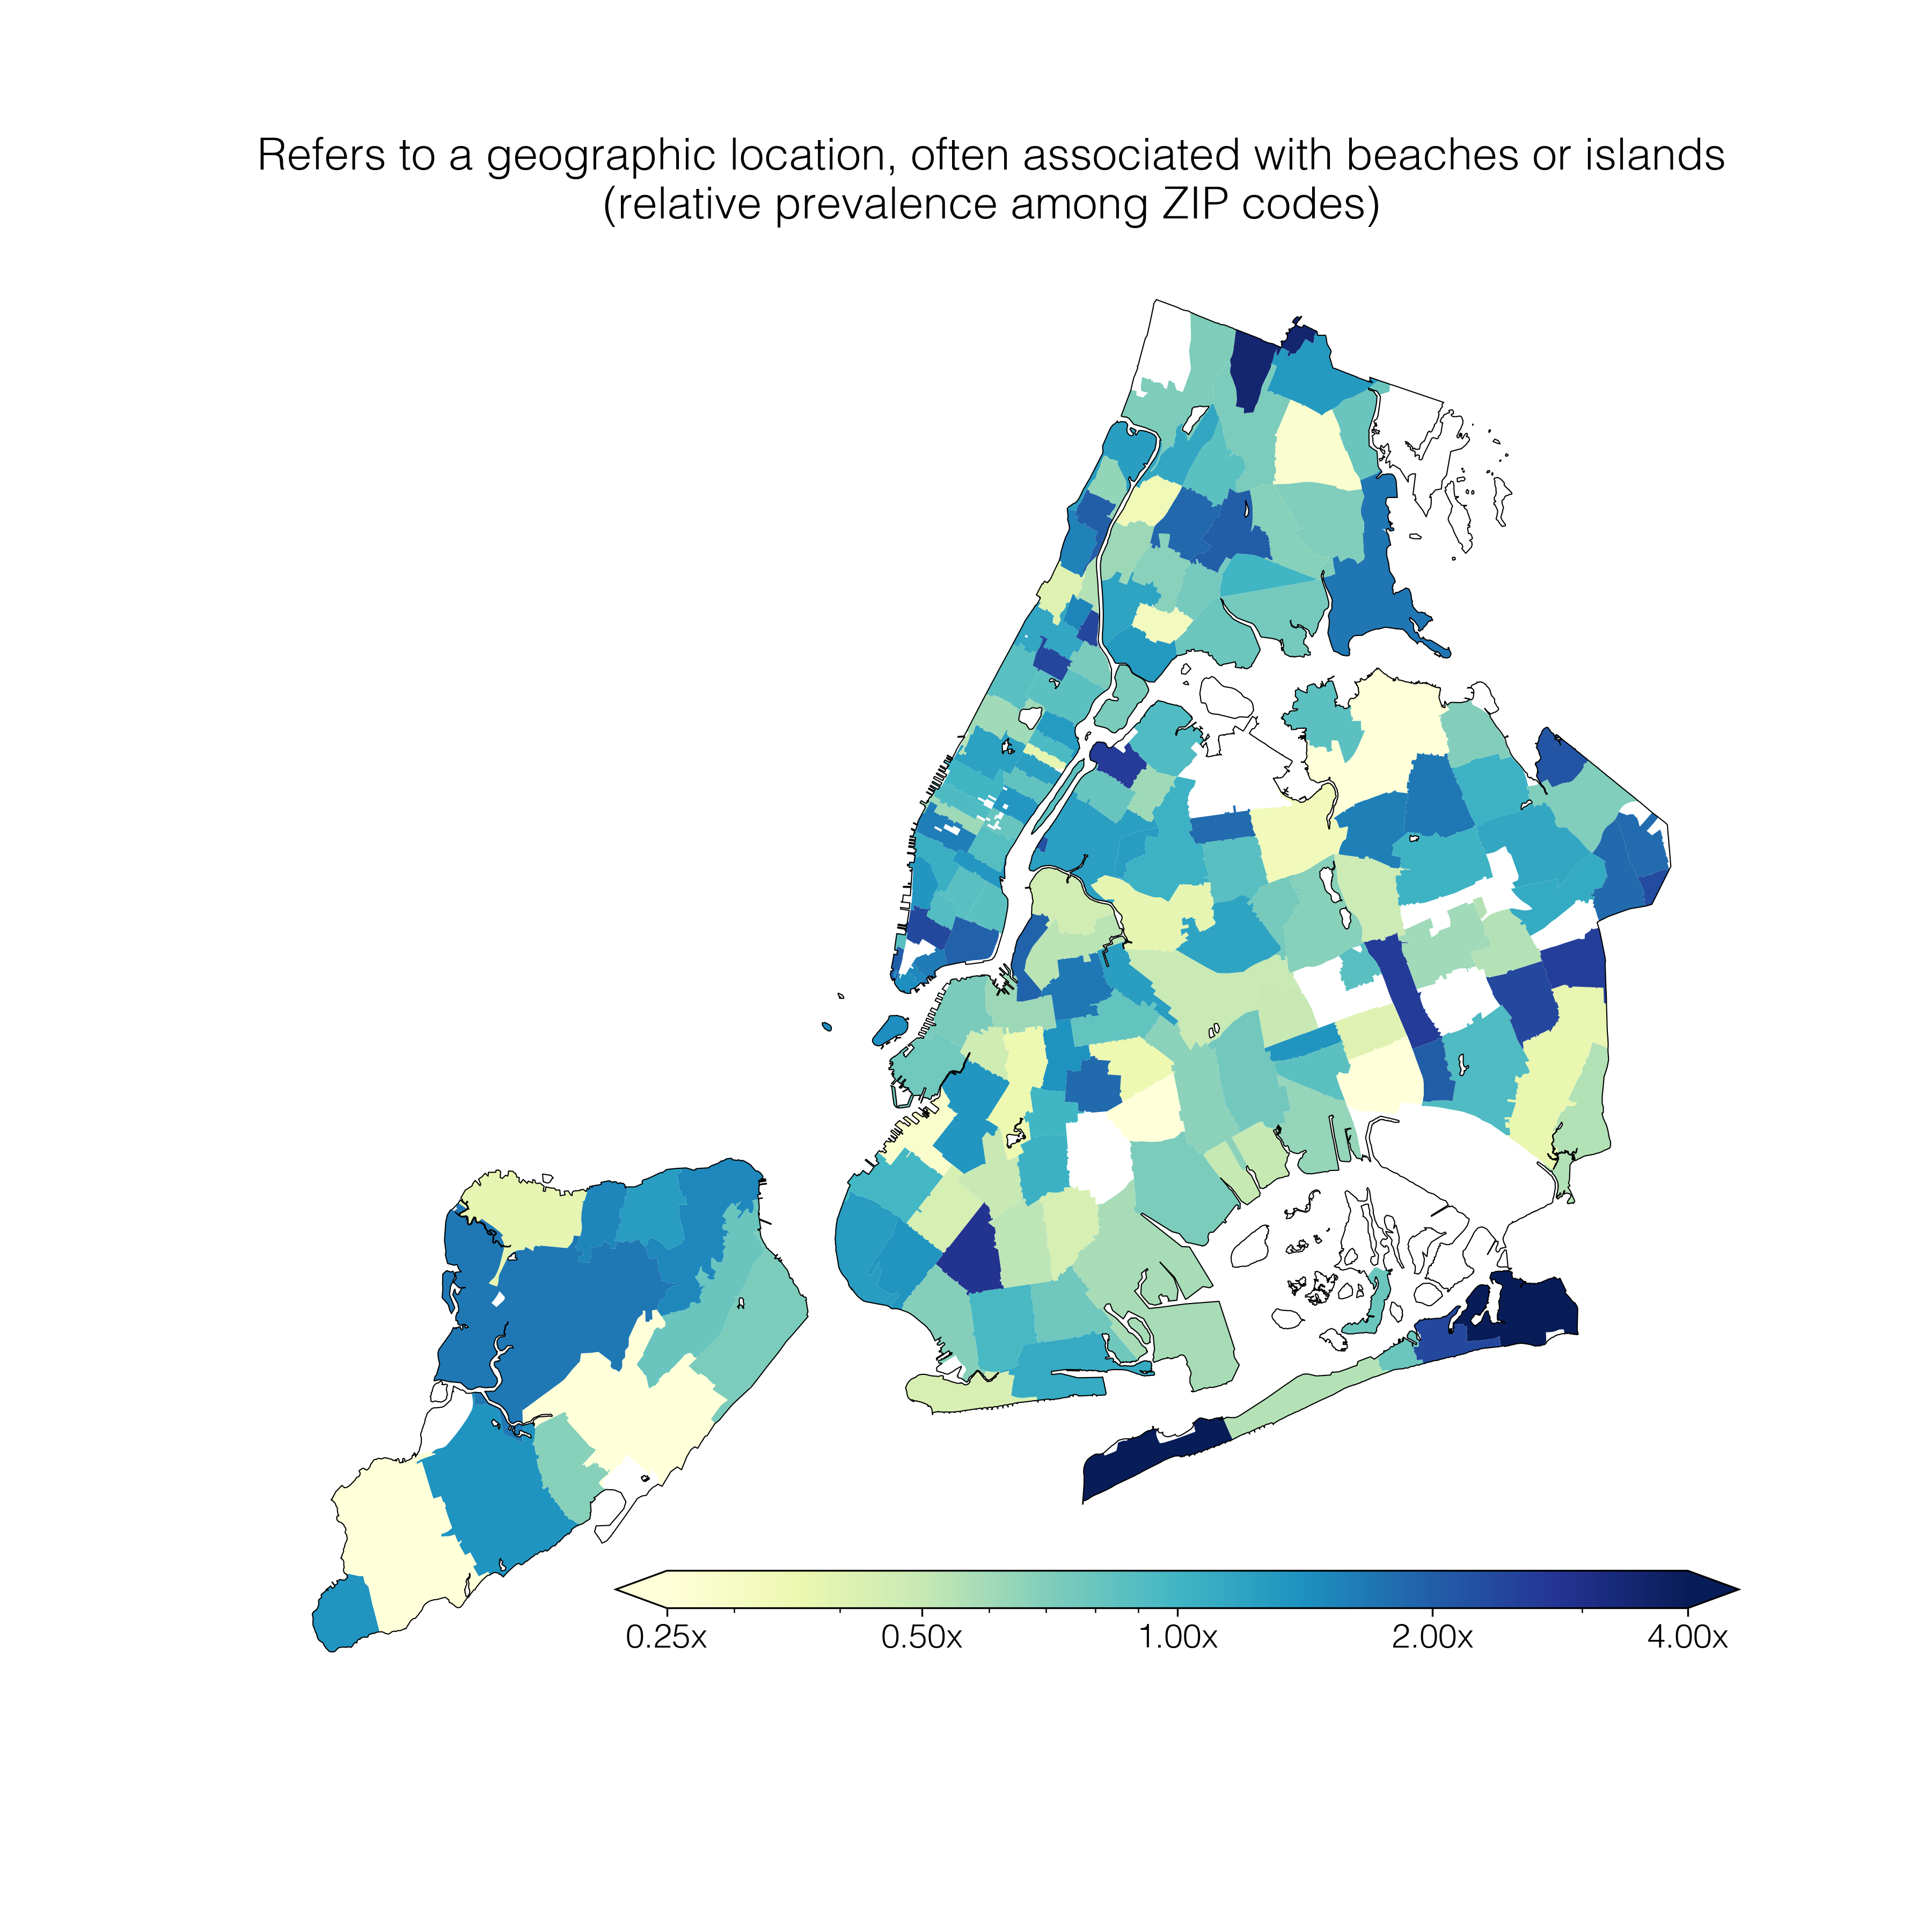 Refers to a geographic location, often associated with beaches or islands
(relative prevalence among ZIP codes)
0.25x 0.50x 1.00x 2.00x 4.00x